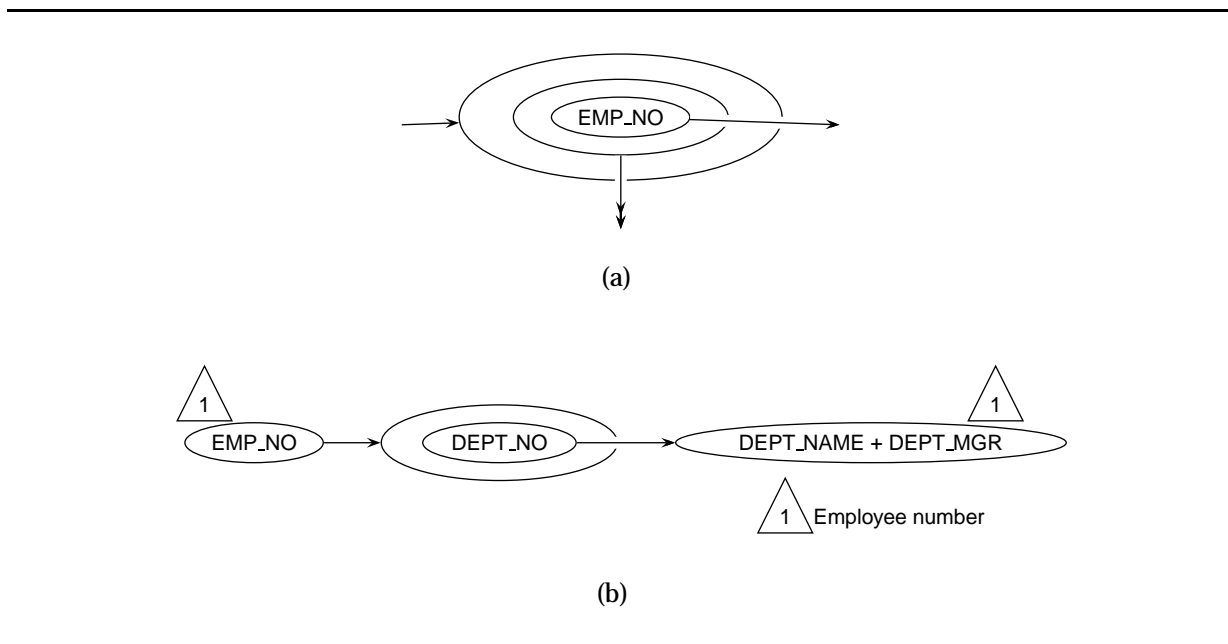 EMP_NO
(a)
1 1
EMP_NO DEPT_NO DEPT_NAME + DEPT_MGR
1 Employee number
(b)